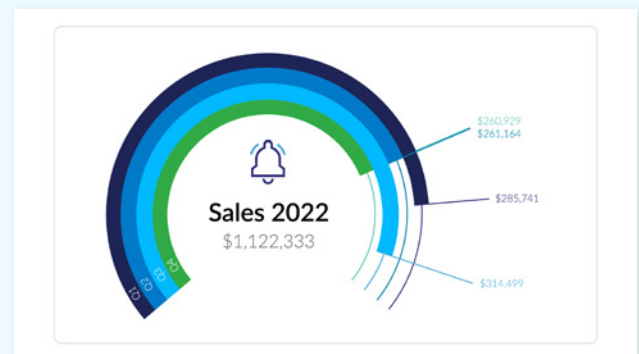 $260,929
$261,164
$285,741
Sales 2022
$1,122,333
$314,499
Q1
Q2
Q3
Q4